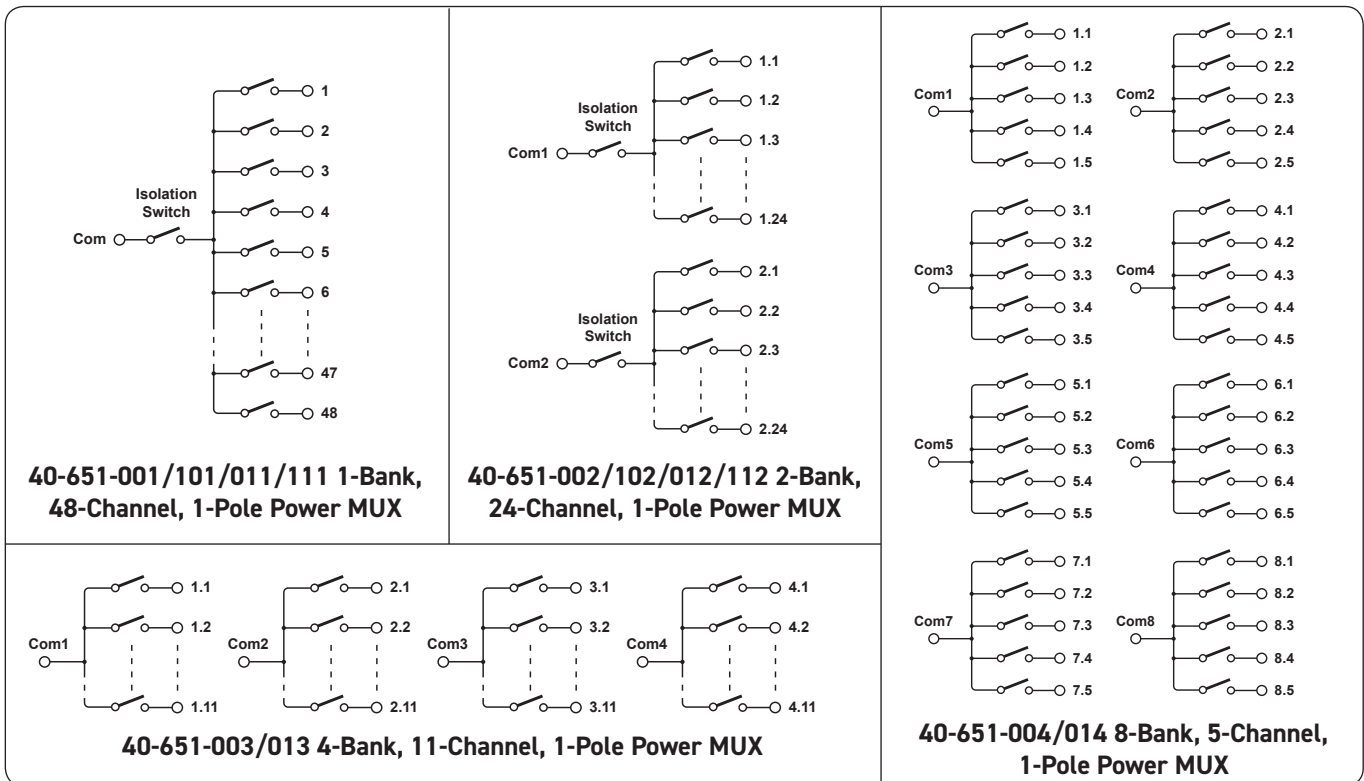 1
2
3
4
5
6
47
48
Isolation
Switch
Com
40-651-001/101/011/111 1-Bank,
48-Channel, 1-Pole Power MUX
1.1
1.2
1.3
1.24
Isolation
Switch
Com1
2.1
2.2
2.3
2.24
Isolation
Switch
Com2
40-651-002/102/012/112 2-Bank,
24-Channel, 1-Pole Power MUX
Com1
1.1
1.2
1.11
Com2
2.1
2.2
2.11
Com3
3.1
3.2
3.11
Com4
4.1
4.2
4.11
40-651-003/013 4-Bank, 11-Channel, 1-Pole Power MUX
Com1
1.1
1.2
1.3
1.4
1.5
Com2
2.1
2.2
2.3
2.4
2.5
Com3
3.1
3.2
3.3
3.4
3.5
Com4
4.1
4.2
4.3
4.4
4.5
Com5
5.1
5.2
5.3
5.4
5.5
Com6
6.1
6.2
6.3
6.4
6.5
Com7
7.1
7.2
7.3
7.4
7.5
Com8
8.1
8.2
8.3
8.4
8.5
40-651-004/014 8-Bank, 5-Channel,
1-Pole Power MUX